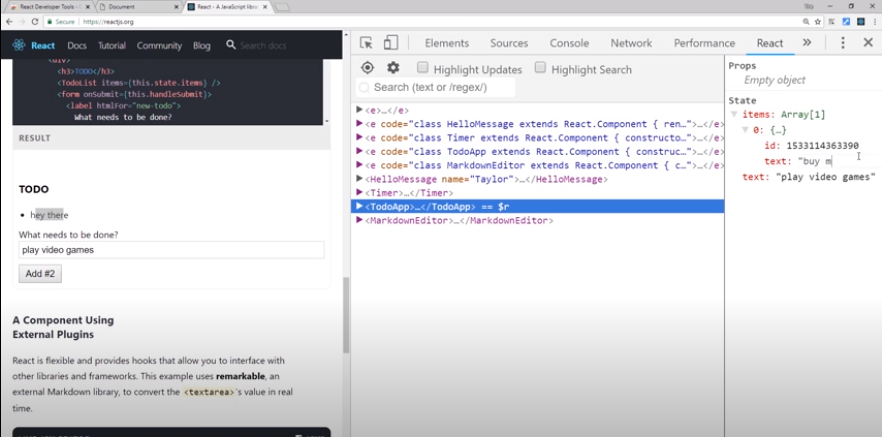 React Developer Tools
Document
React - A JavaScript libr
Secure
https://reactjs.org
React
Docs
Tutorial
Community
Blog
Search docs
<div>
<h3>TODO</h3>
<TodoList items={this.state.items} />
<form onSubmit={this.handleSubmit}>
<label htmlFor="new-todo">
What needs to be done?
RESULT
TODO
hey there
What needs to be done?
play video games
Add #2
A Component Using
External Plugins
React is flexible and provides hooks that allow you to interface with
other libraries and frameworks. This example uses remarkable, an
external Markdown library, to convert the <textarea>'s value in real
time.
Elements
Sources
Console
Network
Performance
React
Highlight Updates
Highlight Search
Search (text or /regex/)
<e>…</e>
<e code="class HelloMessage extends React.Component { ren…">…</e>
<e code="class Timer extends React.Component { constructo…">…</e>
<e code="class TodoApp extends React.Component { construc…">…</e>
<e code="class MarkdownEditor extends React.Component { c…">…</e>
<HelloMessage name="Taylor">…</HelloMessage>
<Timer>…</Timer>
<TodoApp>…</TodoApp> == $r
<MarkdownEditor>…</MarkdownEditor>
Props
Empty object
State
items: Array[1]
0: {…}
id: 1533114363390
text: "buy m
text: "play video games"